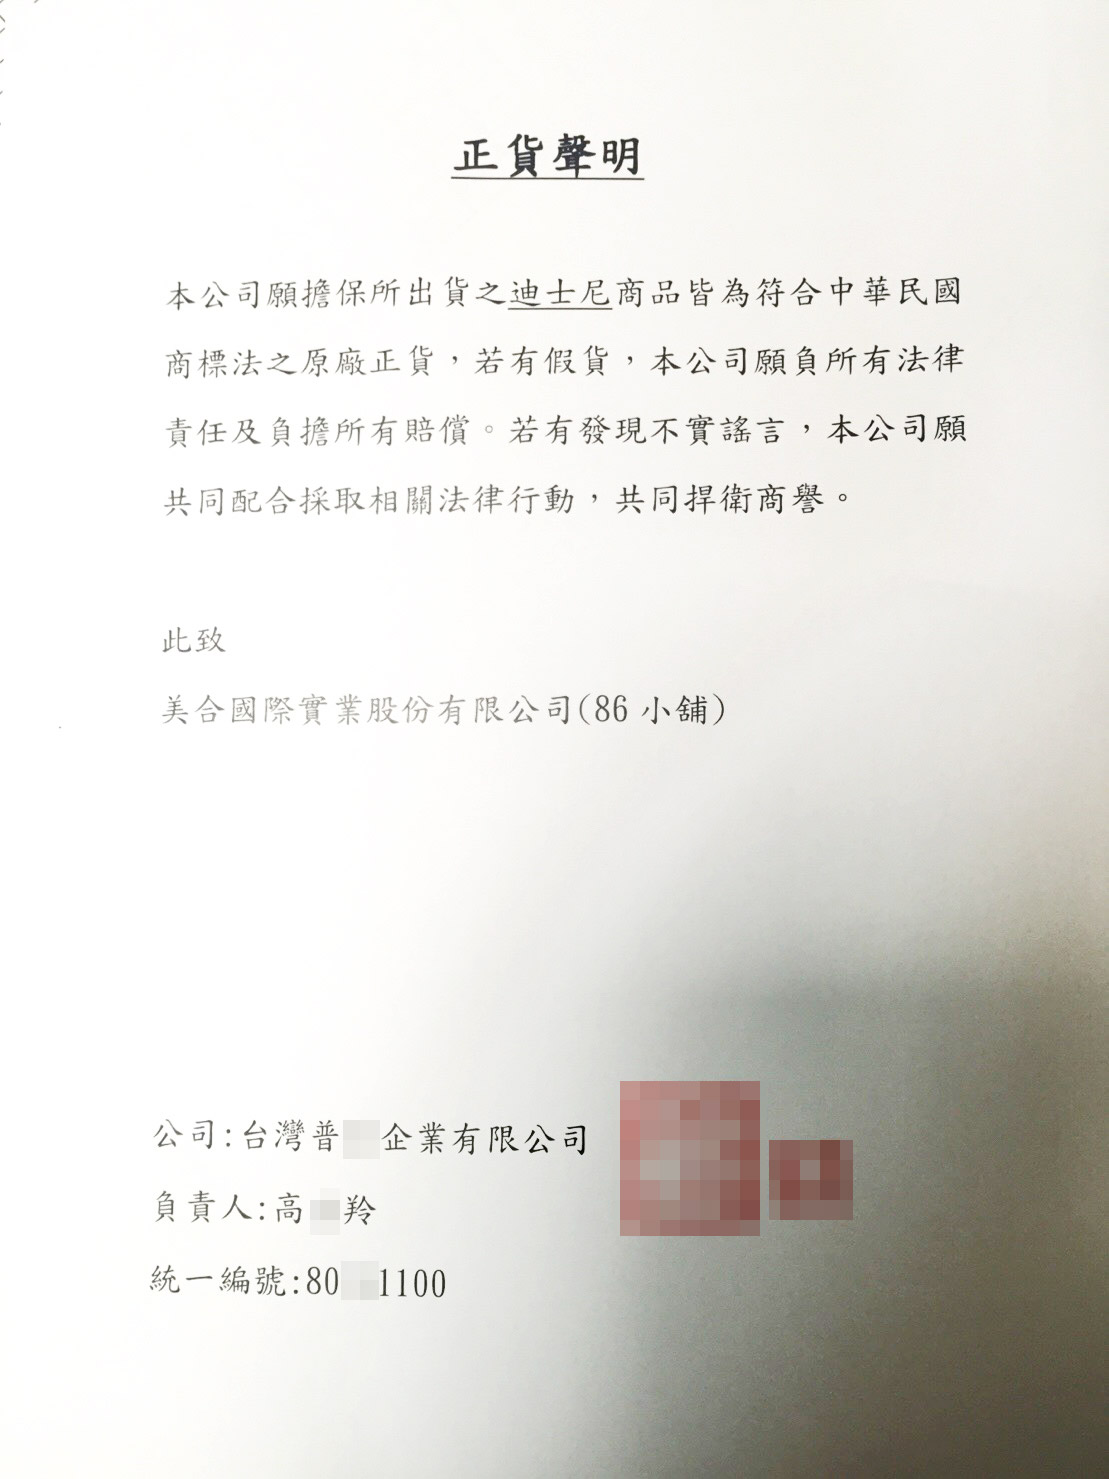 正貨聲明
本公司願擔保所出貨之迪士尼商品皆為符合中華民國
商標法之原廠正貨，若有假貨，本公司願負所有法律
責任及負擔所有賠償。若有發現不實謠言，本公司願
共同配合採取相關法律行動，共同捍衛商譽。
此致
美合國際實業股份有限公司(86 小舖)
公司:台灣普 企業有限公司
負責人:高 羚
統一編號:80 1100